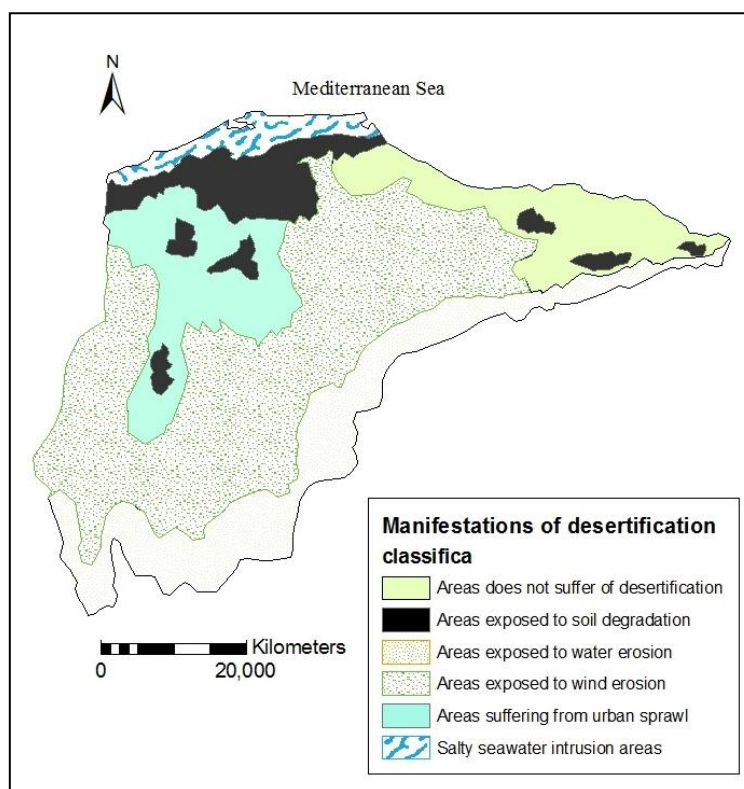 N
Mediterranean Sea
Manifestations of desertification
classifica
Areas does not suffer of desertification
Areas exposed to soil degradation
Areas exposed to water erosion
Areas exposed to wind erosion
Areas suffering from urban sprawl
Salty seawater intrusion areas
Kilometers
0 20,000